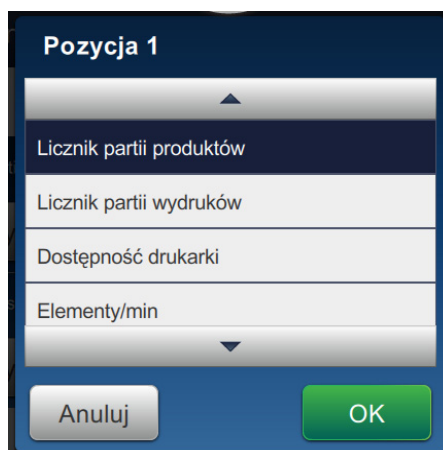 Pozycja 1
Licznik partii produktów
Licznik partii wydruków
Dostępność drukarki
Elementy/min
Anuluj
OK